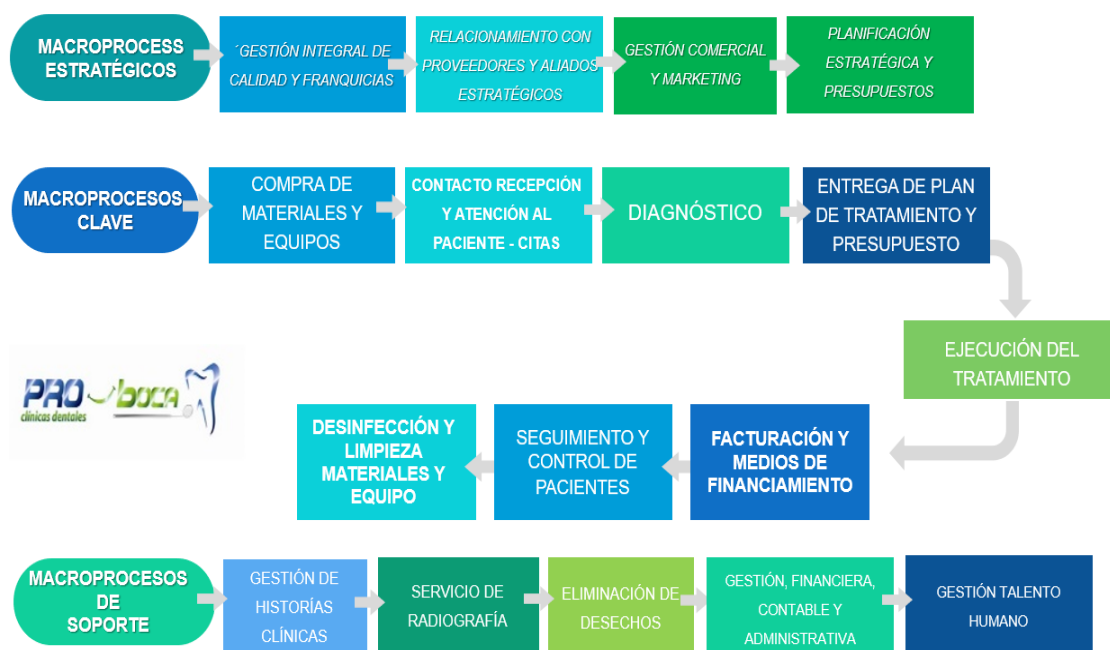 MACROPROCESS
ESTRATÉGICOS
´GESTIÓN INTEGRAL DE
CALIDAD Y FRANQUICIAS
RELACIONAMIENTO CON
PROVEEDORES Y ALIADOS
ESTRATÉGICOS
GESTIÓN COMERCIAL
Y MARKETING
PLANIFICACIÓN
ESTRATÉGICA Y
PRESUPUESTOS
MACROPROCESOS
CLAVE
COMPRA DE
MATERIALES Y
EQUIPOS
CONTACTO RECEPCIÓN
Y ATENCIÓN AL
PACIENTE - CITAS
DIAGNÓSTICO
ENTREGA DE PLAN
DE TRATAMIENTO Y
PRESUPUESTO
EJECUCIÓN DEL
TRATAMIENTO
PRO boca
clínicas dentales
DESINFECCIÓN Y
LIMPIEZA
MATERIALES Y
EQUIPO
SEGUIMIENTO Y
CONTROL DE
PACIENTES
FACTURACIÓN Y
MEDIOS DE
FINANCIAMIENTO
MACROPROCESOS
DE
SOPORTE
GESTIÓN DE
HISTORÍAS
CLÍNICAS
SERVICIO DE
RADIOGRAFÍA
ELIMINACIÓN DE
DESECHOS
GESTIÓN, FINANCIERA,
CONTABLE Y
ADMINISTRATIVA
GESTIÓN TALENTO
HUMANO